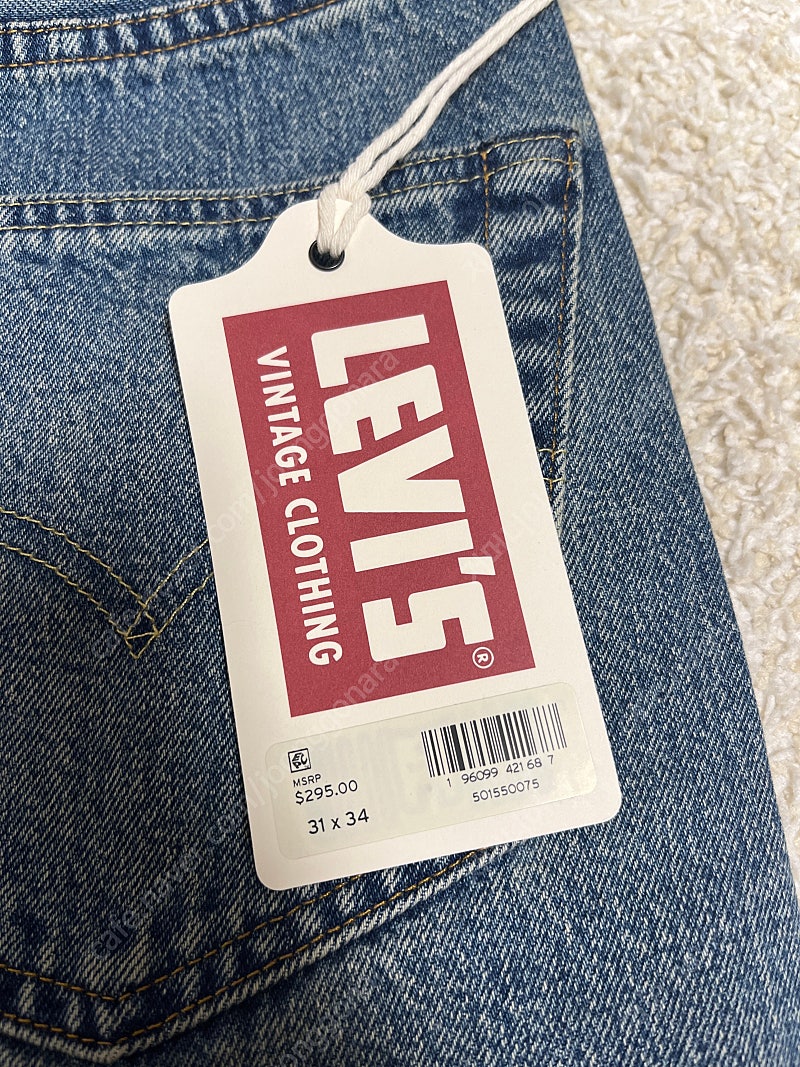 LEVI'S®
VINTAGE CLOTHING
MSRP
$295.00
31 x 34
1 96099 42168 7
501550075